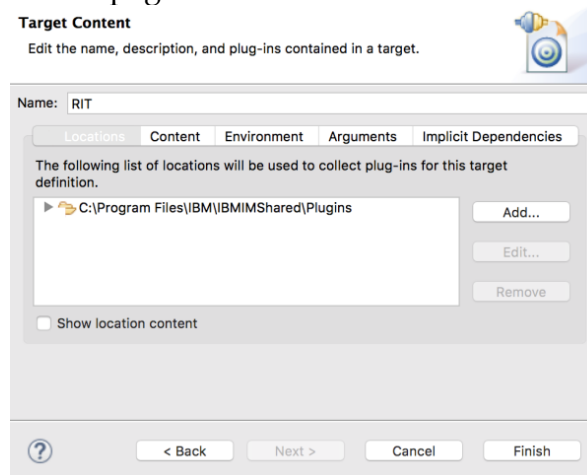 Target Content
Edit the name, description, and plug-ins contained in a target.
Name: RIT
Locations Content Environment Arguments Implicit Dependencies
The following list of locations will be used to collect plug-ins for this target
definition.
C:\Program Files\IBM\IBMIMShared\Plugins
Add...
Edit...
Remove
Show location content
? < Back Next > Cancel Finish